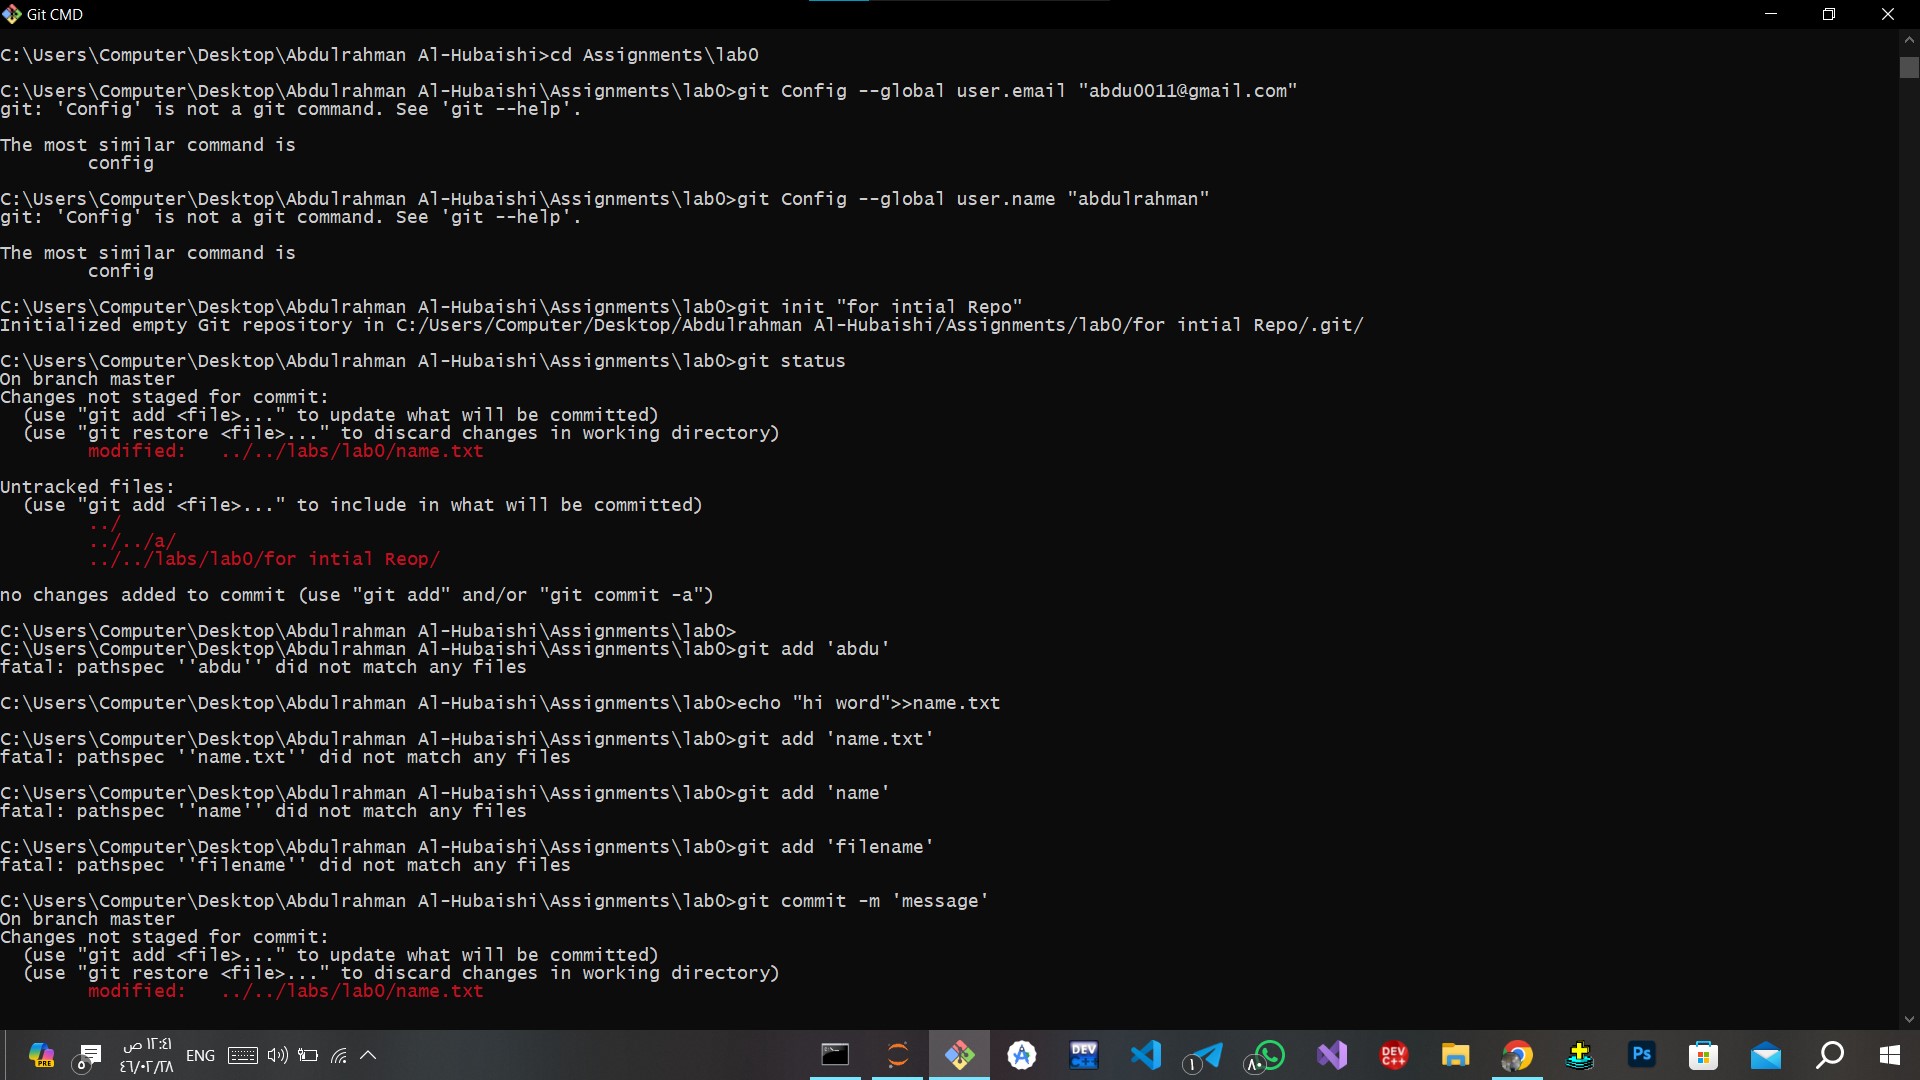 Git CMD
C:\Users\Computer\Desktop\Abdulrahman Al-Hubaishi>cd Assignments\lab0
C:\Users\Computer\Desktop\Abdulrahman Al-Hubaishi\Assignments\lab0>git Config --global user.email "abdu0011@gmail.com"
git: 'Config' is not a git command. See 'git --help'.
The most similar command is
config
C:\Users\Computer\Desktop\Abdulrahman Al-Hubaishi\Assignments\lab0>git Config --global user.name "abdulrahman"
git: 'Config' is not a git command. See 'git --help'.
The most similar command is
config
C:\Users\Computer\Desktop\Abdulrahman Al-Hubaishi\Assignments\lab0>git init "for intial Repo"
Initialized empty Git repository in C:/Users/Computer/Desktop/Abdulrahman Al-Hubaishi/Assignments/lab0/for intial Repo/.git/
C:\Users\Computer\Desktop\Abdulrahman Al-Hubaishi\Assignments\lab0>git status
On branch master
Changes not staged for commit:
(use "git add <file>..." to update what will be committed)
(use "git restore <file>..." to discard changes in working directory)
modified:   ../../labs/lab0/name.txt
Untracked files:
(use "git add <file>..." to include in what will be committed)
../
../../a/
../../labs/lab0/for intial Reop/
no changes added to commit (use "git add" and/or "git commit -a")
C:\Users\Computer\Desktop\Abdulrahman Al-Hubaishi\Assignments\lab0>
C:\Users\Computer\Desktop\Abdulrahman Al-Hubaishi\Assignments\lab0>git add 'abdu'
fatal: pathspec ''abdu'' did not match any files
C:\Users\Computer\Desktop\Abdulrahman Al-Hubaishi\Assignments\lab0>echo "hi word">>name.txt
C:\Users\Computer\Desktop\Abdulrahman Al-Hubaishi\Assignments\lab0>git add 'name.txt'
fatal: pathspec ''name.txt'' did not match any files
C:\Users\Computer\Desktop\Abdulrahman Al-Hubaishi\Assignments\lab0>git add 'name'
fatal: pathspec ''name'' did not match any files
C:\Users\Computer\Desktop\Abdulrahman Al-Hubaishi\Assignments\lab0>git add 'filename'
fatal: pathspec ''filename'' did not match any files
C:\Users\Computer\Desktop\Abdulrahman Al-Hubaishi\Assignments\lab0>git commit -m 'message'
On branch master
Changes not staged for commit:
(use "git add <file>..." to update what will be committed)
(use "git restore <file>..." to discard changes in working directory)
modified:   ../../labs/lab0/name.txt
PRE
٥
١٢:٤١ ص
٤٦/٠٢/٢٨
ENG
DEV C++
١
٨٠
DEV C++
Ps